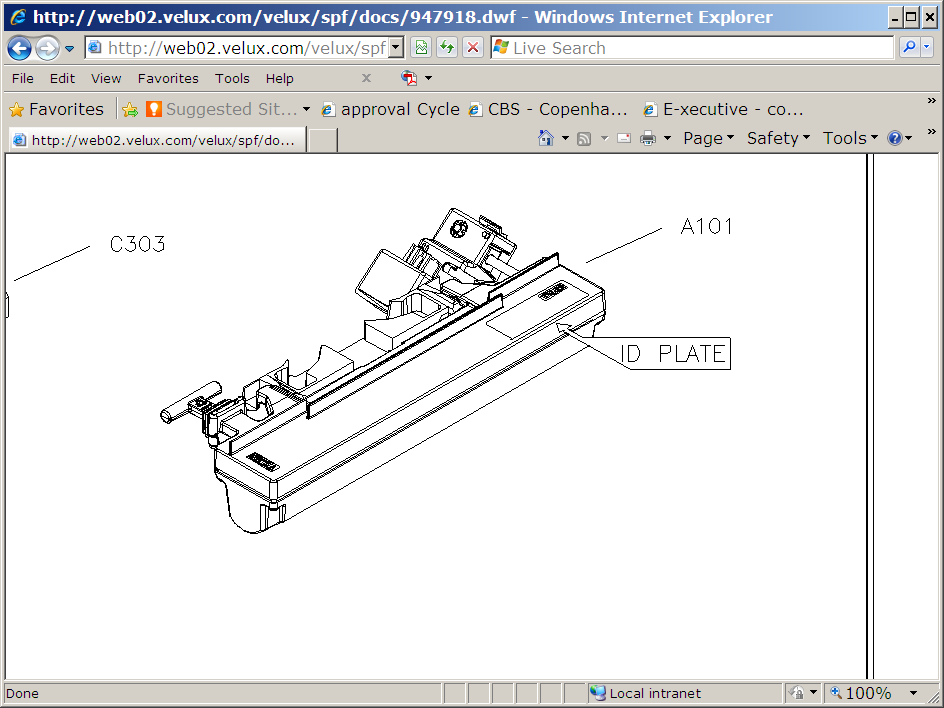 http://web02.velux.com/velux/spf/docs/947918.dwf - Windows Internet Explorer
http://web02.velux.com/velux/spf
Live Search
File Edit View Favorites Tools Help
x
Favorites
Suggested Sit...
approval Cycle
CBS - Copenha...
E-xecutive - co...
http://web02.velux.com/velux/spf/do...
Page
Safety
Tools
C303
A101
ID PLATE
Done
Local intranet
100%